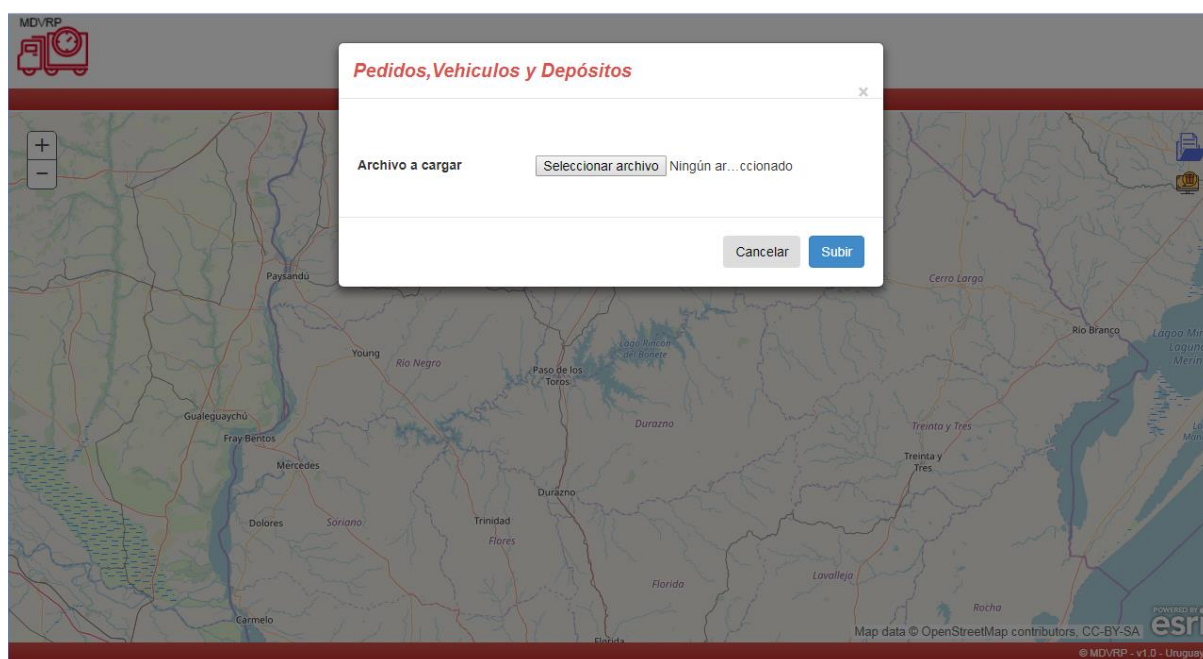 MDVRP
Pedidos,Vehiculos y Depósitos
×
Archivo a cargar
Seleccionar archivo Ningún ar...ccionado
Cancelar Subir
+
−
Paysandú
Cerro Largo
Rio Branco
Lago Rincón
del Bonete
Young
Rio Negro
Paso de los
Toros
Gualeguaychú
Fray Bentos
Durazno
Treinta y Tres
Mercedes
Treinta y
Tres
Durazno
Dolores
Soriano
Trinidad
Flores
Florida
Lavalleja
Rocha
Carmelo
Florida
POWERED BY
esri
Map data © OpenStreetMap contributors, CC-BY-SA
© MDVRP - v1.0 - Uruguay